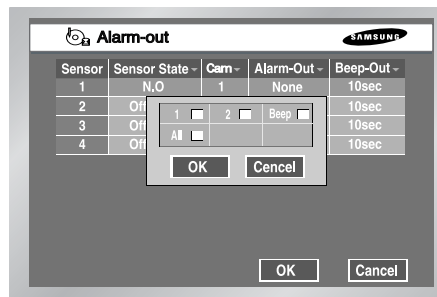 Alarm-out
SAMSUNG
Sensor Sensor State Cam Alarm-Out Beep-Out
1 N.O 1 None 10sec
2 Off 10sec
3 Off 10sec
4 Off 10sec
1 2 Beep
All
OK Cencel
OK Cancel